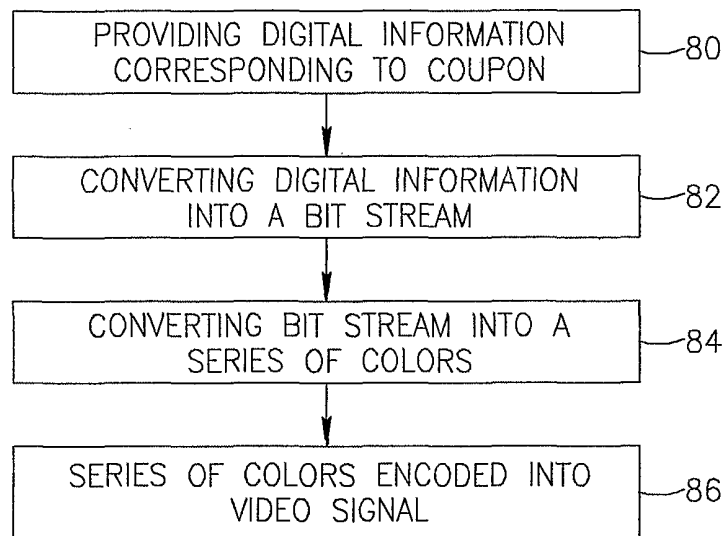 PROVIDING DIGITAL INFORMATION
CORRESPONDING TO COUPON
80
CONVERTING DIGITAL INFORMATION
INTO A BIT STREAM
82
CONVERTING BIT STREAM INTO A
SERIES OF COLORS
84
SERIES OF COLORS ENCODED INTO
VIDEO SIGNAL
86